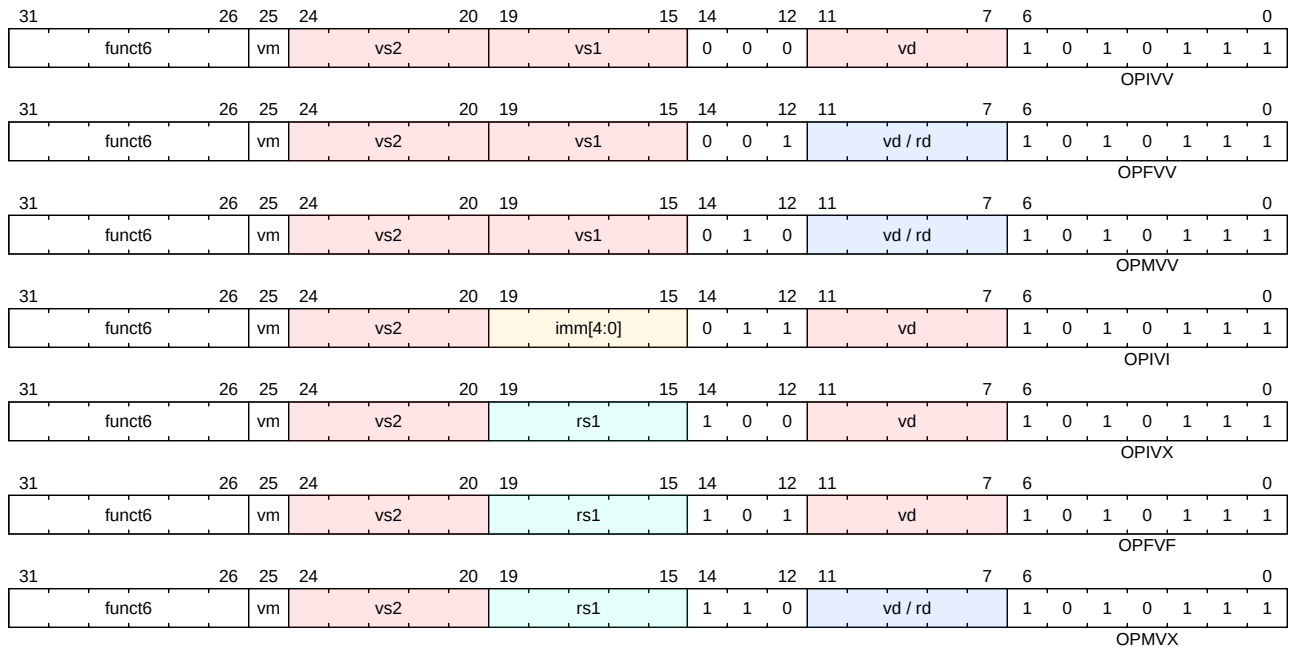 31 26 25 24 20 19 15 14 12 11 7 6 0
funct6 vm vs2 vs1 0 0 0 vd 1 0 1 0 1 1 1
OPIVV
31 26 25 24 20 19 15 14 12 11 7 6 0
funct6 vm vs2 vs1 0 0 1 vd / rd 1 0 1 0 1 1 1
OPFVV
31 26 25 24 20 19 15 14 12 11 7 6 0
funct6 vm vs2 vs1 0 1 0 vd / rd 1 0 1 0 1 1 1
OPMVV
31 26 25 24 20 19 15 14 12 11 7 6 0
funct6 vm vs2 imm[4:0] 0 1 1 vd 1 0 1 0 1 1 1
OPIVI
31 26 25 24 20 19 15 14 12 11 7 6 0
funct6 vm vs2 rs1 1 0 0 vd 1 0 1 0 1 1 1
OPIVX
31 26 25 24 20 19 15 14 12 11 7 6 0
funct6 vm vs2 rs1 1 0 1 vd 1 0 1 0 1 1 1
OPFVF
31 26 25 24 20 19 15 14 12 11 7 6 0
funct6 vm vs2 rs1 1 1 0 vd / rd 1 0 1 0 1 1 1
OPMVX